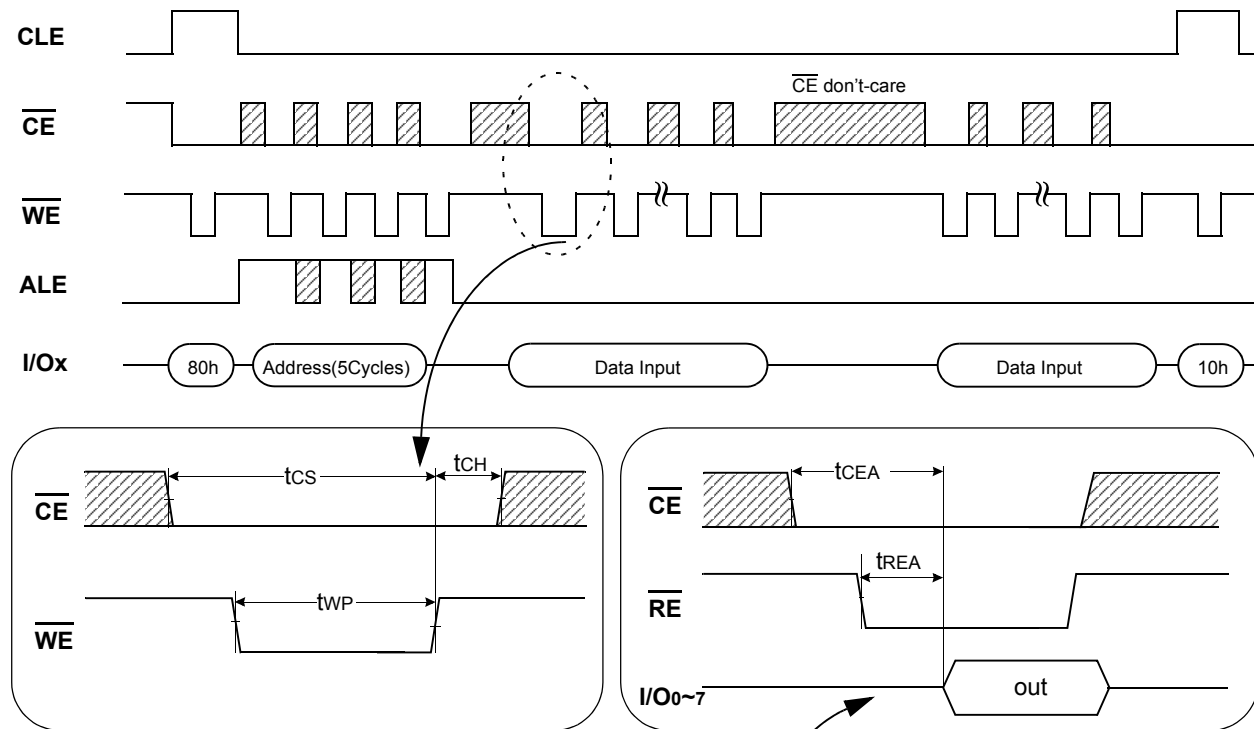 CLE
CE don't-care
CE
WE
ALE
I/Ox
80h
Address(5Cycles)
Data Input
Data Input
10h
tCS
tCH
CE
tWP
WE
tCEA
CE
tREA
RE
I/O0~7
out